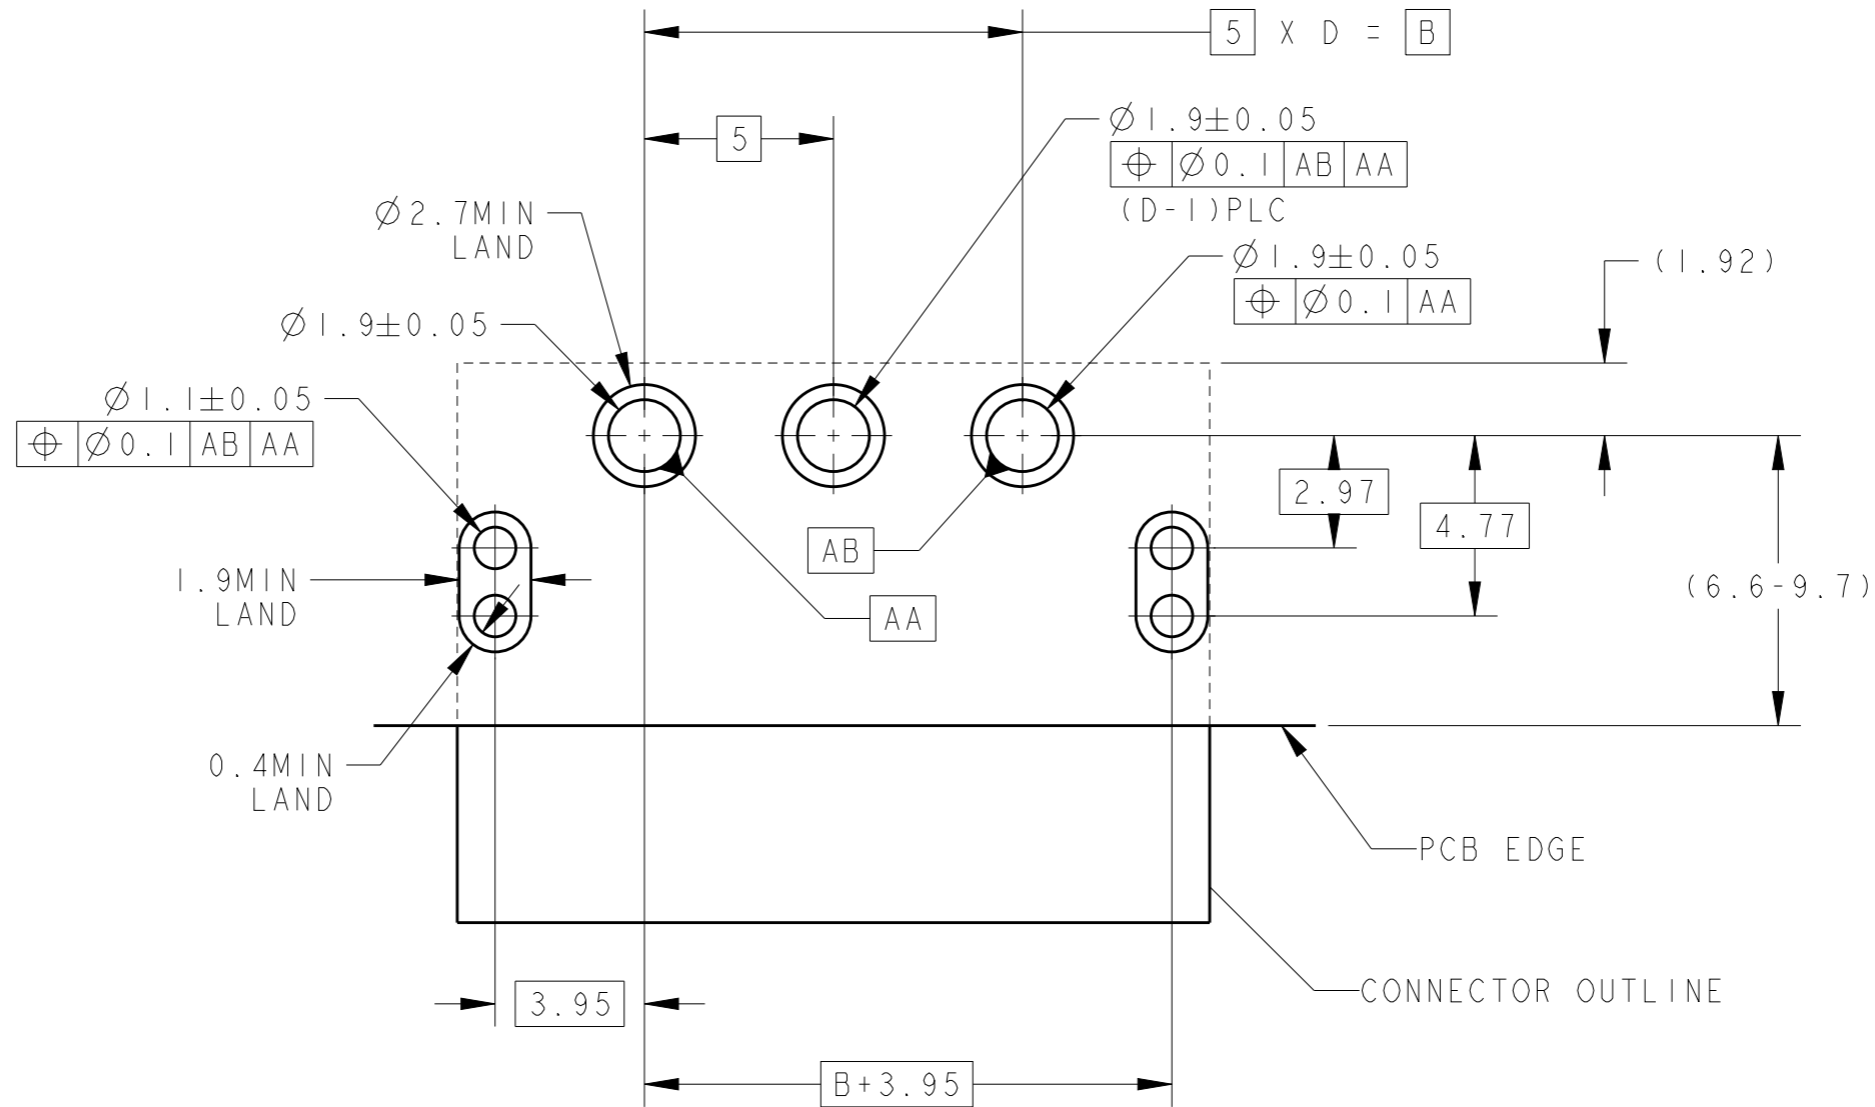 5 X D = B
5
Ø1.9±0.05
⌖ Ø0.1 AB AA
(D-1)PLC
Ø2.7MIN
LAND
Ø1.9±0.05
⌖ Ø0.1 AA
(1.92)
Ø1.9±0.05
Ø1.1±0.05
⌖ Ø0.1 AB AA
2.97
4.77
AB
1.9MIN
LAND
AA
(6.6-9.7)
0.4MIN
LAND
PCB EDGE
CONNECTOR OUTLINE
3.95
B+3.95